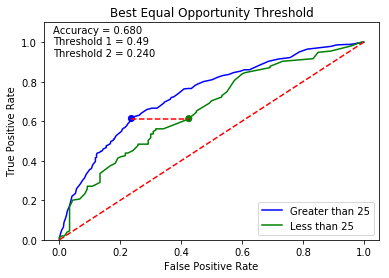 Best Equal Opportunity Threshold
Accuracy = 0.680
Threshold 1 = 0.49
Threshold 2 = 0.240
True Positive Rate
1.0
0.8
0.6
0.4
0.2
0.0
0.0 0.2 0.4 0.6 0.8 1.0
False Positive Rate
Greater than 25
Less than 25